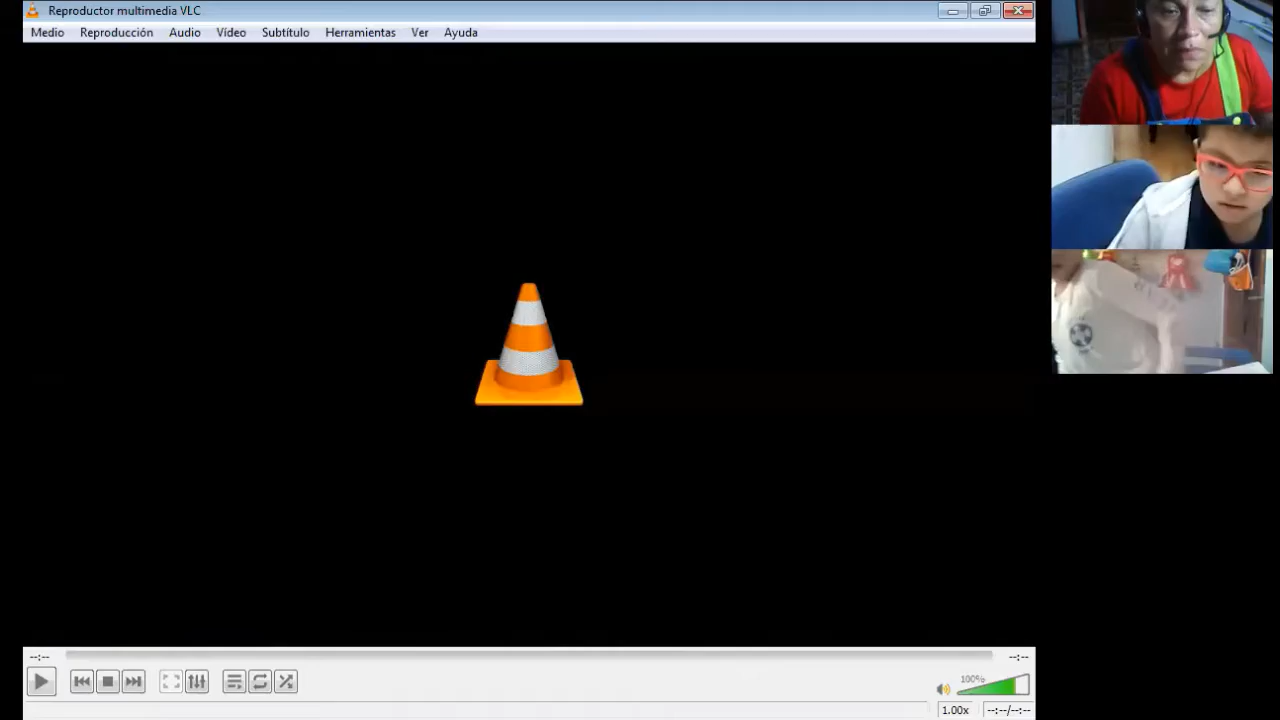 Reproductor multimedia VLC
Medio Reproducción Audio Vídeo Subtítulo Herramientas Ver Ayuda
--:-- --:--
100%
1.00x --:--/--:--